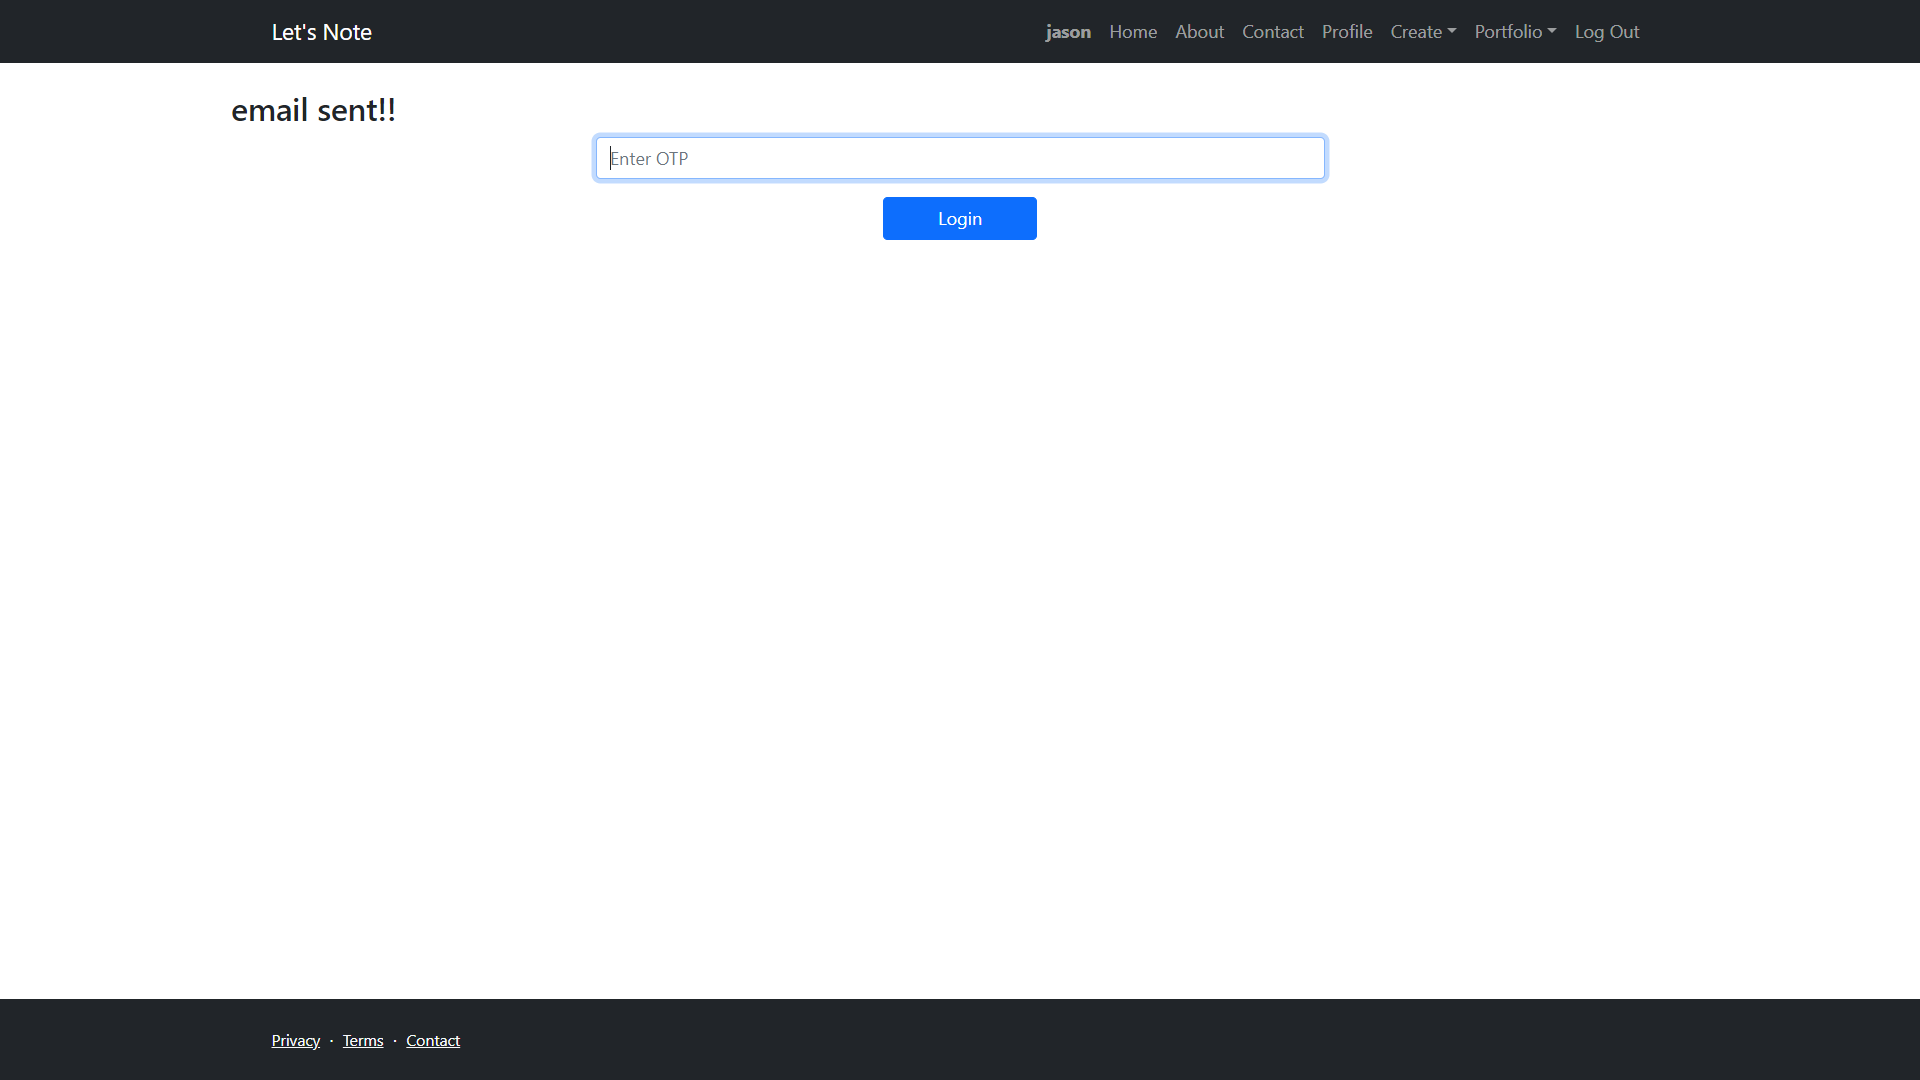 Let's Note
jason Home About Contact Profile Create Portfolio Log Out
email sent!!
Enter OTP
Login
Privacy · Terms · Contact